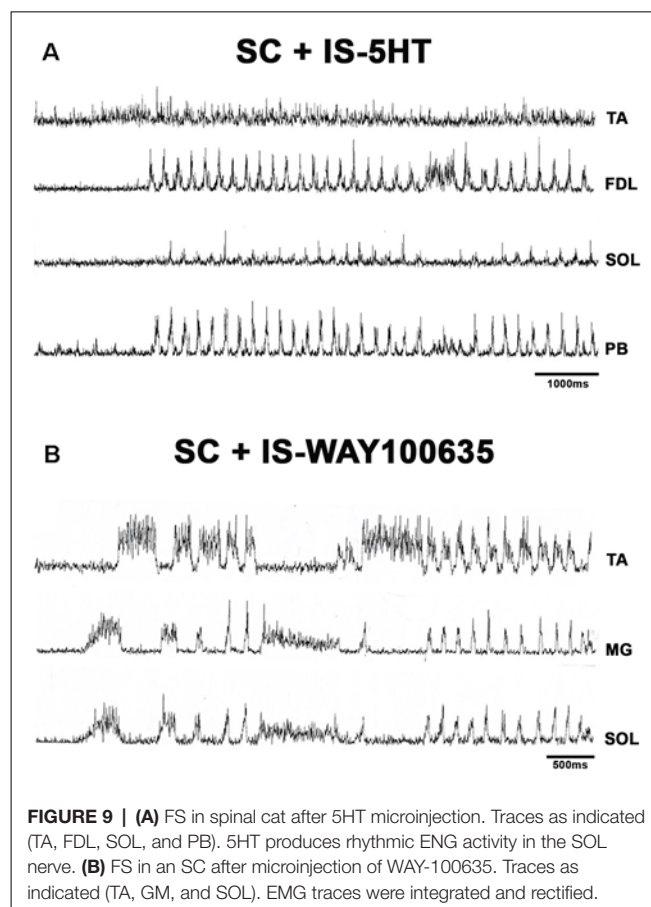 A
SC + IS-5HT
TA
FDL
SOL
PB
1000ms
B
SC + IS-WAY100635
TA
MG
SOL
500ms
FIGURE 9 | (A) FS in spinal cat after 5HT microinjection. Traces as indicated
(TA, FDL, SOL, and PB). 5HT produces rhythmic ENG activity in the SOL
nerve. (B) FS in an SC after microinjection of WAY-100635. Traces as
indicated (TA, GM, and SOL). EMG traces were integrated and rectified.